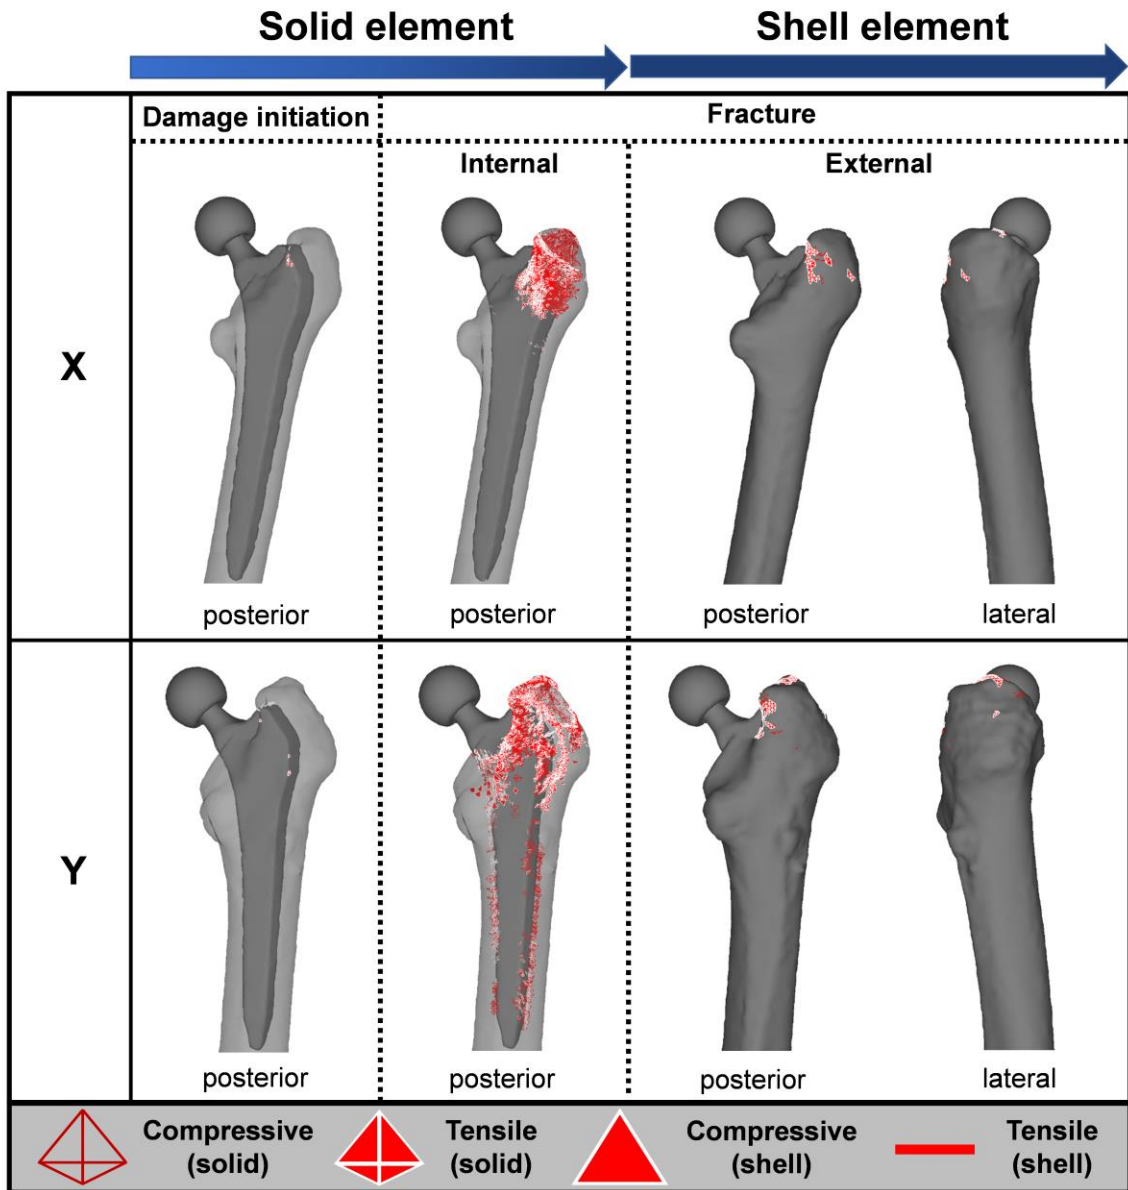 Solid element
Shell element
Damage initiation
Fracture
Internal
External
X
posterior
posterior
posterior
lateral
Y
posterior
posterior
posterior
lateral
Compressive
(solid)
Tensile
(solid)
Compressive
(shell)
Tensile
(shell)